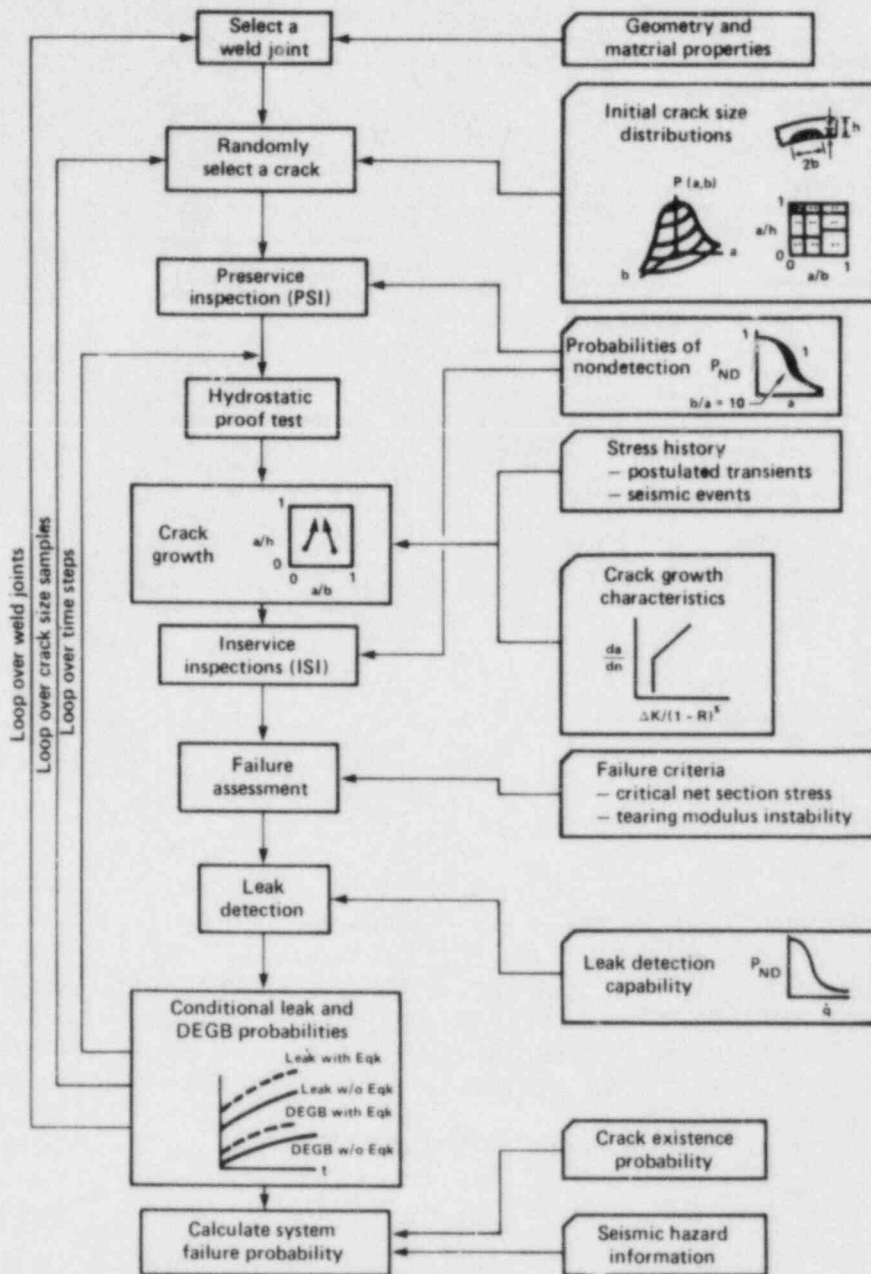 Select a
weld joint
Geometry and
material properties
Randomly
select a crack
Initial crack size
distributions
h
2b
P (a,b)
b
a
1
a/h
0
0
1
a/b
Preservice
inspection (PSI)
Probabilities of
nondetection
1
P_ND
1
b/a = 10
a
Hydrostatic
proof test
Stress history
– postulated transients
– seismic events
Crack
growth
1
a/h
0
0
1
a/b
Crack growth
characteristics
da
dn
ΔK/(1 - R)^s
Inservice
inspections (ISI)
Failure
assessment
Failure criteria
– critical net section stress
– tearing modulus instability
Leak
detection
Leak detection
capability
P_ND
q̇
Conditional leak and
DEGB probabilities
Leak with Eqk
Leak w/o Eqk
DEGB with Eqk
DEGB w/o Eqk
t
Crack existence
probability
Calculate system
failure probability
Seismic hazard
information
Loop over weld joints
Loop over crack size samples
Loop over time steps